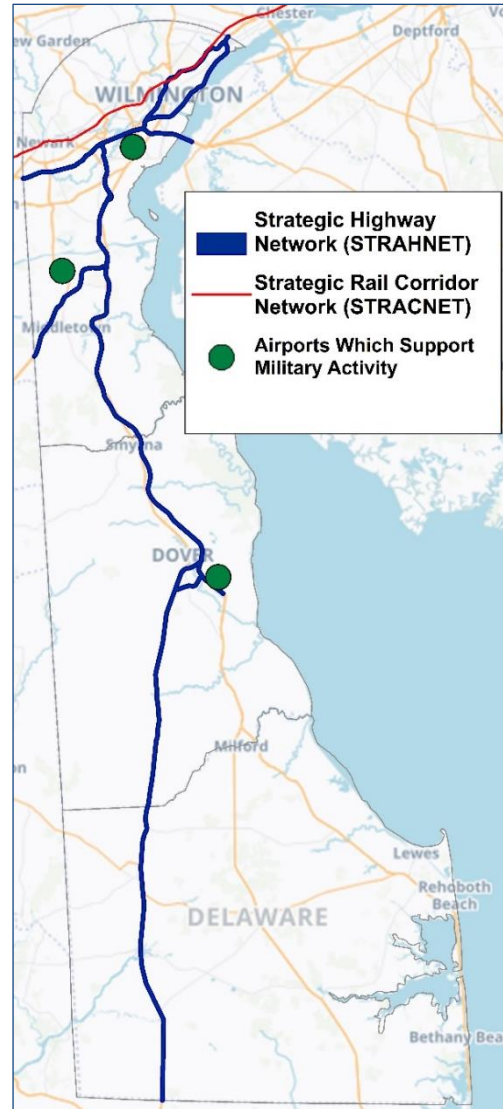 Chester
New Garden
Deptford
WILMINGTON
Newark
Strategic Highway
Network (STRAHNET)
Strategic Rail Corridor
Network (STRACNET)
Airports Which Support
Military Activity
Middletown
Smyrna
DOVER
Milford
Lewes
Rehoboth
Beach
DELAWARE
Bethany Bea